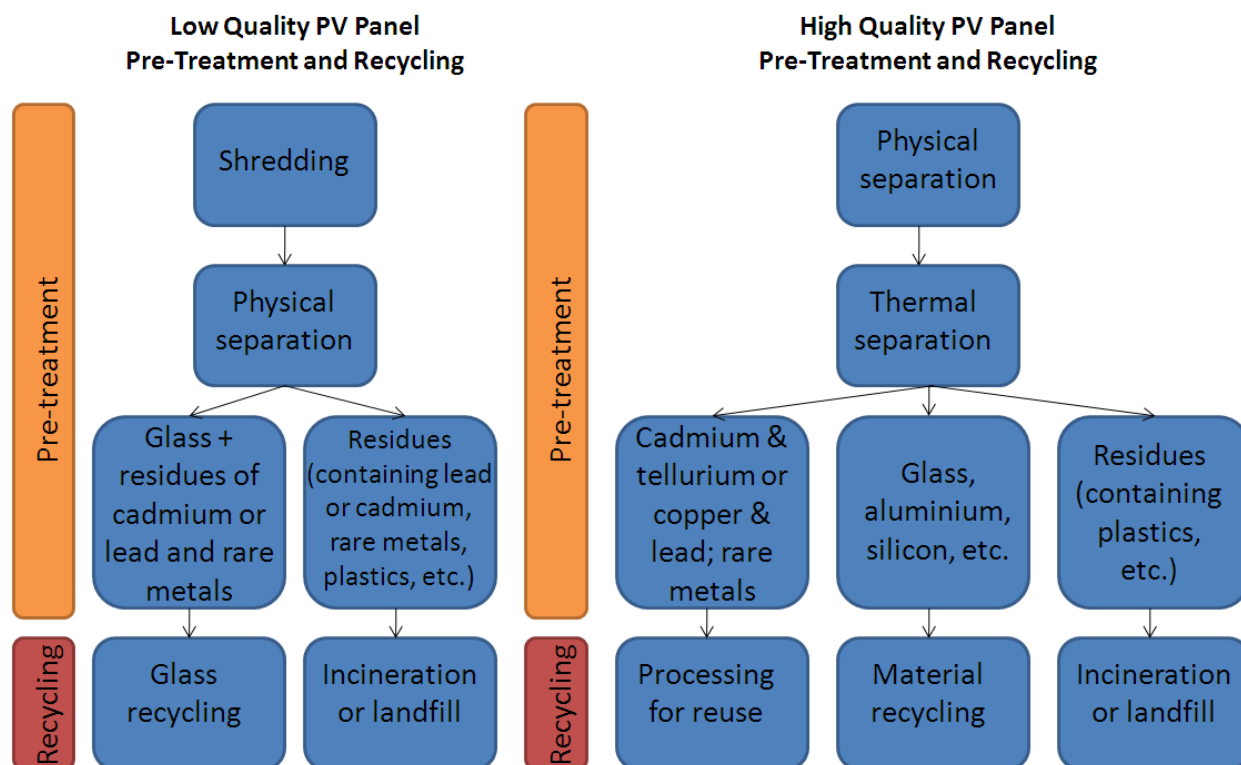 Low Quality PV Panel
Pre-Treatment and Recycling
Pre-treatment
Shredding
Physical
separation
Glass +
residues of
cadmium or
lead and rare
metals
Residues
(containing lead
or cadmium,
rare metals,
plastics, etc.)
Recycling
Glass
recycling
Incineration
or landfill
High Quality PV Panel
Pre-Treatment and Recycling
Pre-treatment
Physical
separation
Thermal
separation
Cadmium &
tellurium or
copper &
lead; rare
metals
Glass,
aluminium,
silicon, etc.
Residues
(containing
plastics,
etc.)
Recycling
Processing
for reuse
Material
recycling
Incineration
or landfill